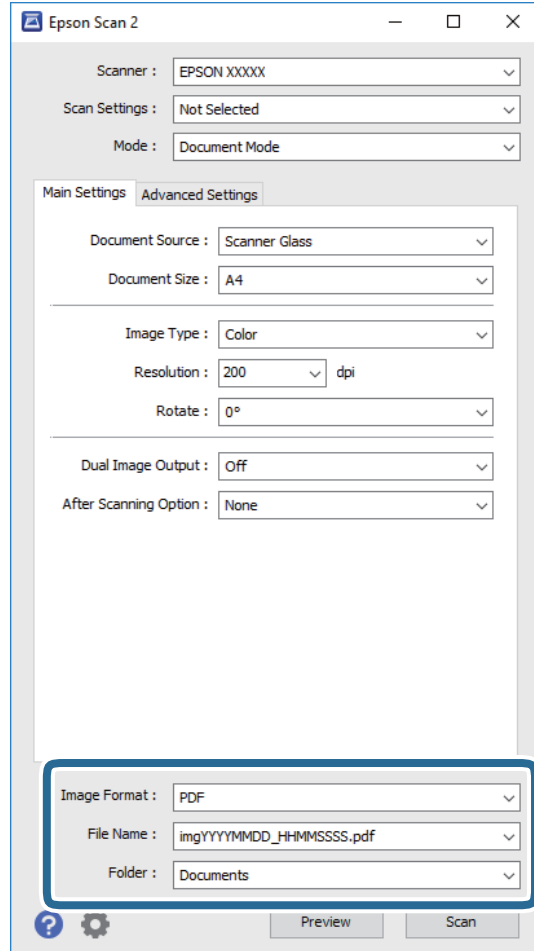 Epson Scan 2
Scanner : EPSON XXXXX
Scan Settings : Not Selected
Mode : Document Mode
Main Settings Advanced Settings
Document Source : Scanner Glass
Document Size : A4
Image Type : Color
Resolution : 200 dpi
Rotate : 0°
Dual Image Output : Off
After Scanning Option : None
Image Format : PDF
File Name : imgYYYYMMDD_HHMMSSSS.pdf
Folder : Documents
? Preview Scan